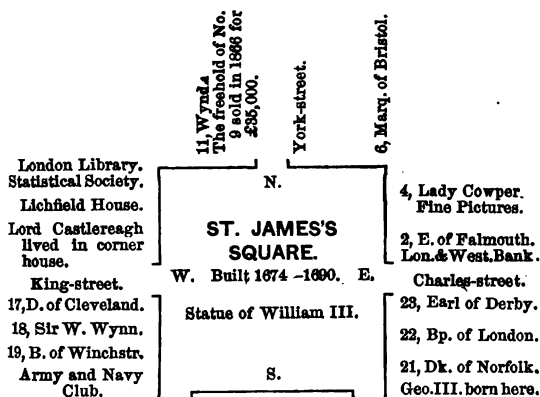 11, Wynd.
The freehold of No.
9 sold in 1866 for
£35,000.
York-street.
6, Marq. of Bristol.
London Library.
Statistical Society.
Lichfield House.
Lord Castlereagh
lived in corner
house.
King-street.
17, D. of Cleveland.
18, Sir W. Wynn.
19, B. of Winchstr.
Army and Navy
Club.
N.
ST. JAMES'S
SQUARE.
W. Built 1674-1690. E.
Statue of William III.
S.
4, Lady Cowper.
Fine Pictures.
2, E. of Falmouth.
Lon.& West. Bank.
Charles-street.
23, Earl of Derby.
22, Bp. of London.
21, Dk. of Norfolk.
Geo. III. born here.